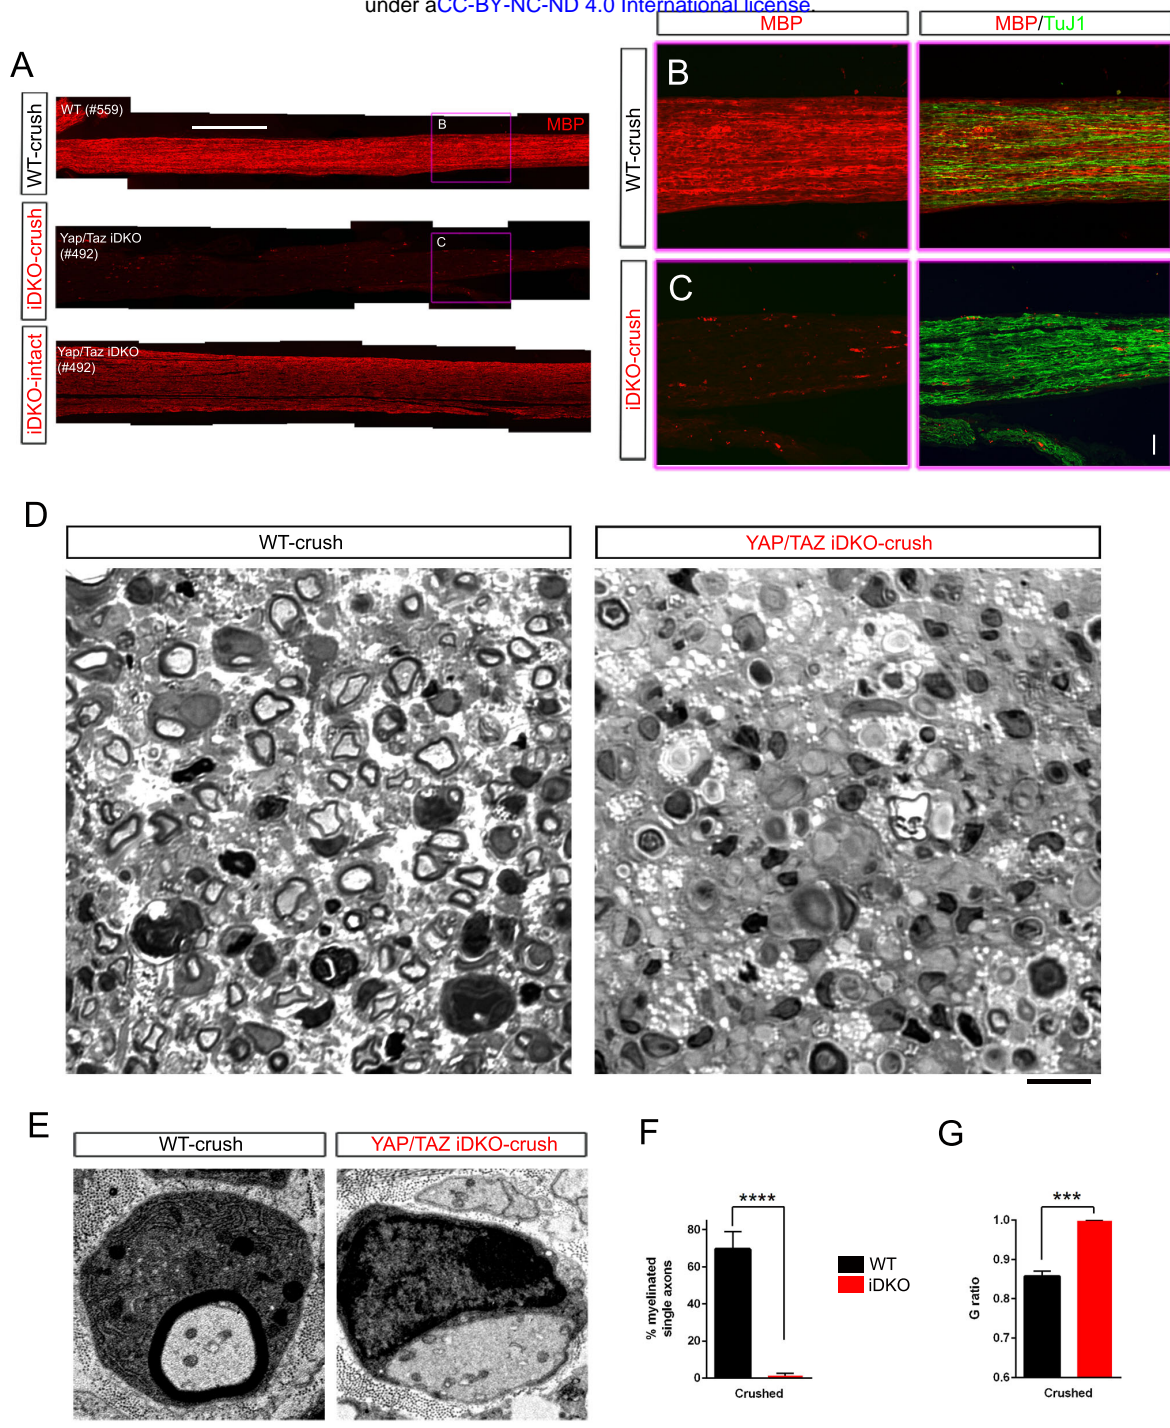 under aCC-BY-NC-ND 4.0 International license.
A
WT-crush
WT (#559)
B
MBP
iDKO-crush
Yap/Taz iDKO
(#492)
C
iDKO-intact
Yap/Taz iDKO
(#492)
MBP
MBP/TuJ1
WT-crush
B
iDKO-crush
C
D
WT-crush
YAP/TAZ iDKO-crush
E
WT-crush
YAP/TAZ iDKO-crush
F
****
80
60
40
20
0
% myelinated
single axons
Crushed
WT
iDKO
G
***
1.0
0.9
0.8
0.7
0.6
G ratio
Crushed